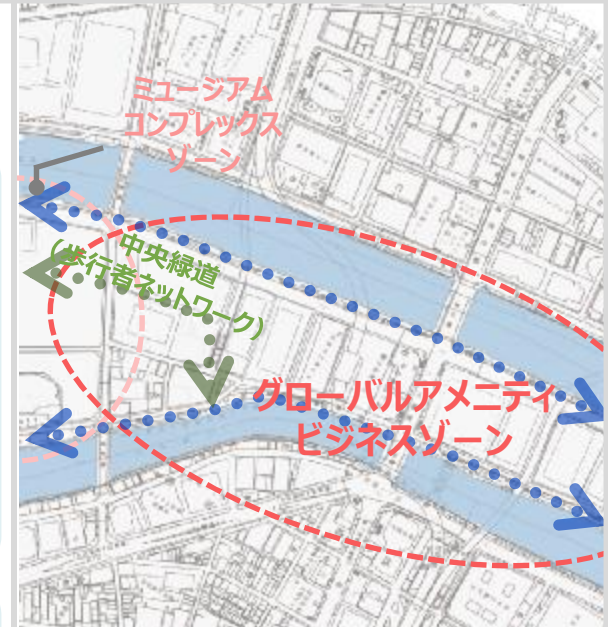 ミュージアム
コンプレックス
ゾーン
中央緑道
(歩行者ネットワーク)
グローバルアメニティ
ビジネスゾーン